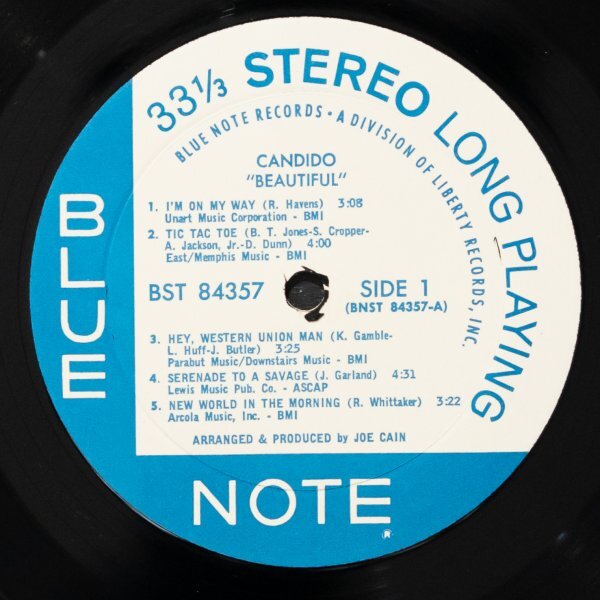 33⅓ STEREO LONG PLAYING
BLUE NOTE RECORDS • A DIVISION OF LIBERTY RECORDS, INC.
CANDIDO
"BEAUTIFUL"
1. I'M ON MY WAY (R. Havens) 3:08
Unart Music Corporation - BMI
2. TIC TAC TOE (B. T. Jones-S. Cropper-
A. Jackson, Jr.-D. Dunn) 4:00
East/Memphis Music - BMI
BST 84357
SIDE 1
(BNST 84357-A)
3. HEY, WESTERN UNION MAN (K. Gamble-
L. Huff-J. Butler) 3:25
Parabut Music/Downstairs Music - BMI
4. SERENADE TO A SAVAGE (J. Garland) 4:31
Lewis Music Pub. Co. - ASCAP
5. NEW WORLD IN THE MORNING (R. Whittaker) 3:22
Arcola Music, Inc. - BMI
ARRANGED & PRODUCED by JOE CAIN
BLUE
NOTE®